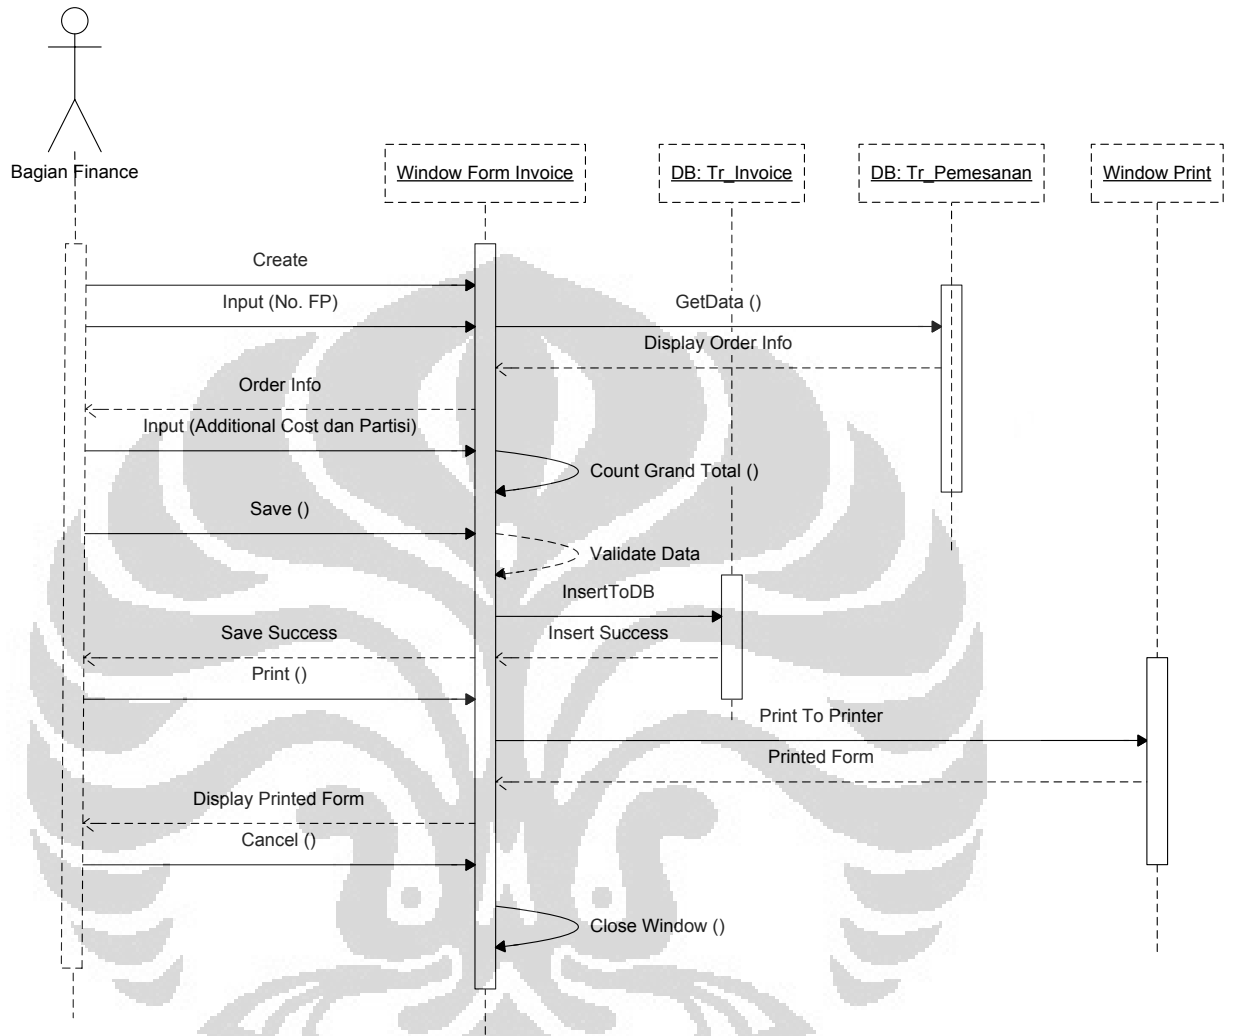 Bagian Finance
Window Form Invoice
DB: Tr_Invoice
DB: Tr_Pemesanan
Window Print
Create
Input (No. FP)
GetData ()
Display Order Info
Order Info
Input (Additional Cost dan Partisi)
Count Grand Total ()
Save ()
Validate Data
InsertToDB
Save Success
Insert Success
Print ()
Print To Printer
Printed Form
Display Printed Form
Cancel ()
Close Window ()